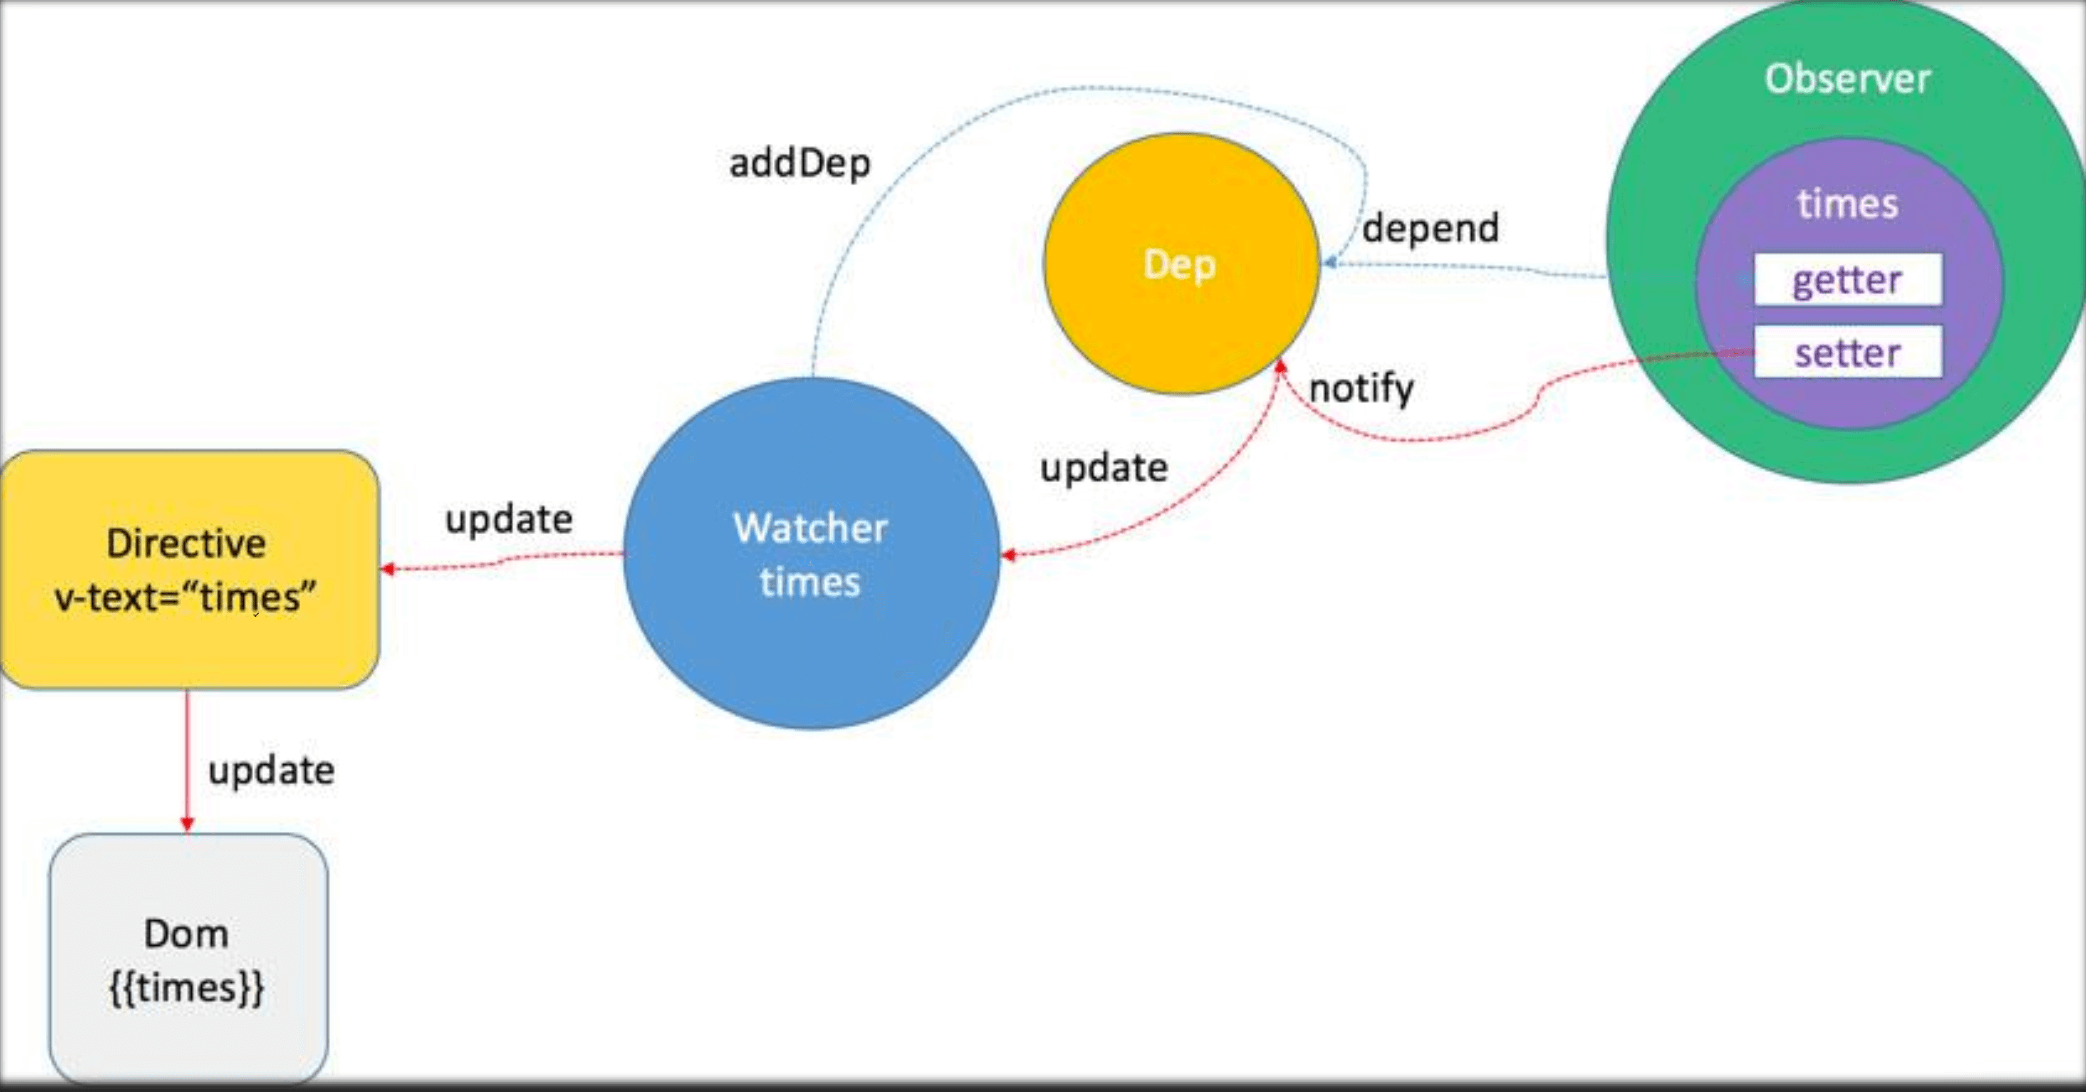 Observer
times
getter
setter
addDep
depend
Dep
notify
update
Watcher
times
update
Directive
v-text=“times”
update
Dom
{{times}}